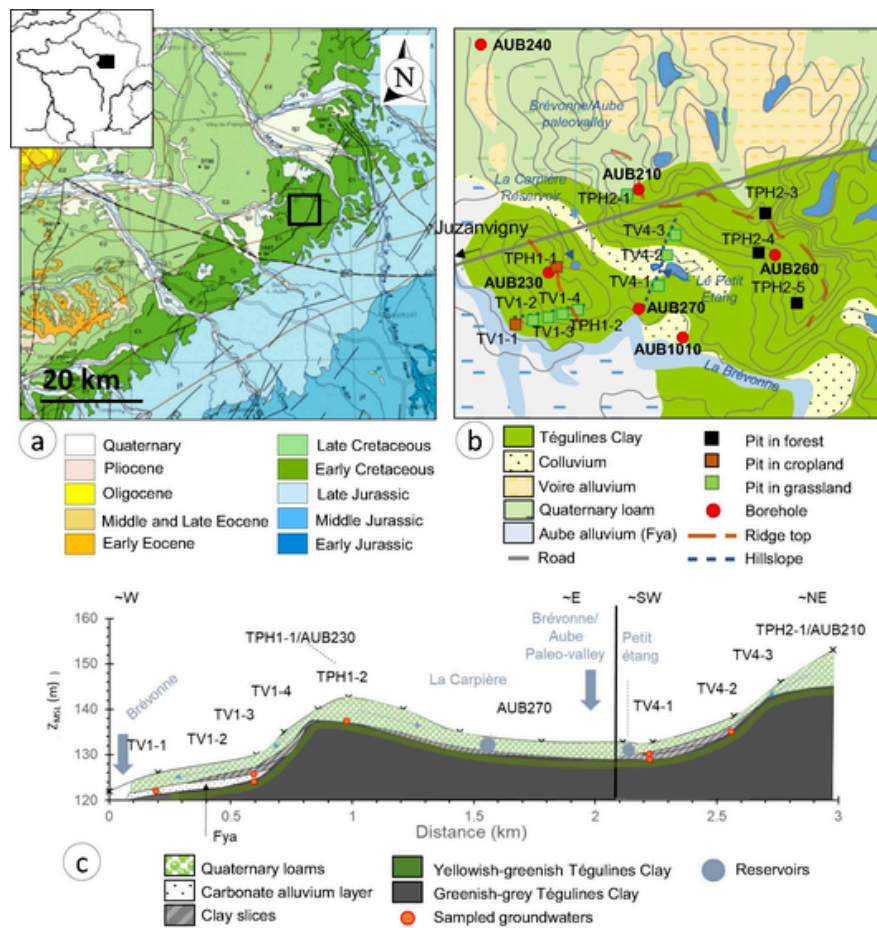 N
20 km
a
Quaternary
Pliocene
Oligocene
Middle and Late Eocene
Early Eocene
Late Cretaceous
Early Cretaceous
Late Jurassic
Middle Jurassic
Early Jurassic
AUB240
Brévonne/Aube
paleovalley
AUB210
La Carpière
Reservoir
TPH2-1
TPH2-3
Juzanvigny
TV4-3
TPH2-4
TPH1-1
TV4-2
AUB230
AUB260
TV4-1
Le Petit
Etang
TPH2-5
TV1-2
TV1-4
AUB270
TV1-3
TPH1-2
TV1-1
AUB1010
La Brévonne
b
Tégulines Clay
Colluvium
Voire alluvium
Quaternary loam
Aube alluvium (Fya)
Road
Pit in forest
Pit in cropland
Pit in grassland
Borehole
Ridge top
Hillslope
~W
~E
~SW
~NE
160
150
140
130
120
Z MSL (m)
Brévonne/
Aube
Paleo-valley
Petit
étang
TPH2-1/AUB210
TPH1-1/AUB230
TPH1-2
TV4-3
TV1-4
La Carpière
TV4-2
Brévonne
TV1-3
AUB270
TV4-1
TV1-2
TV1-1
0
0.5
1
1.5
2
2.5
3
Fya
Distance (km)
c
Quaternary loams
Carbonate alluvium layer
Clay slices
Yellowish-greenish Tégulines Clay
Greenish-grey Tégulines Clay
Sampled groundwaters
Reservoirs